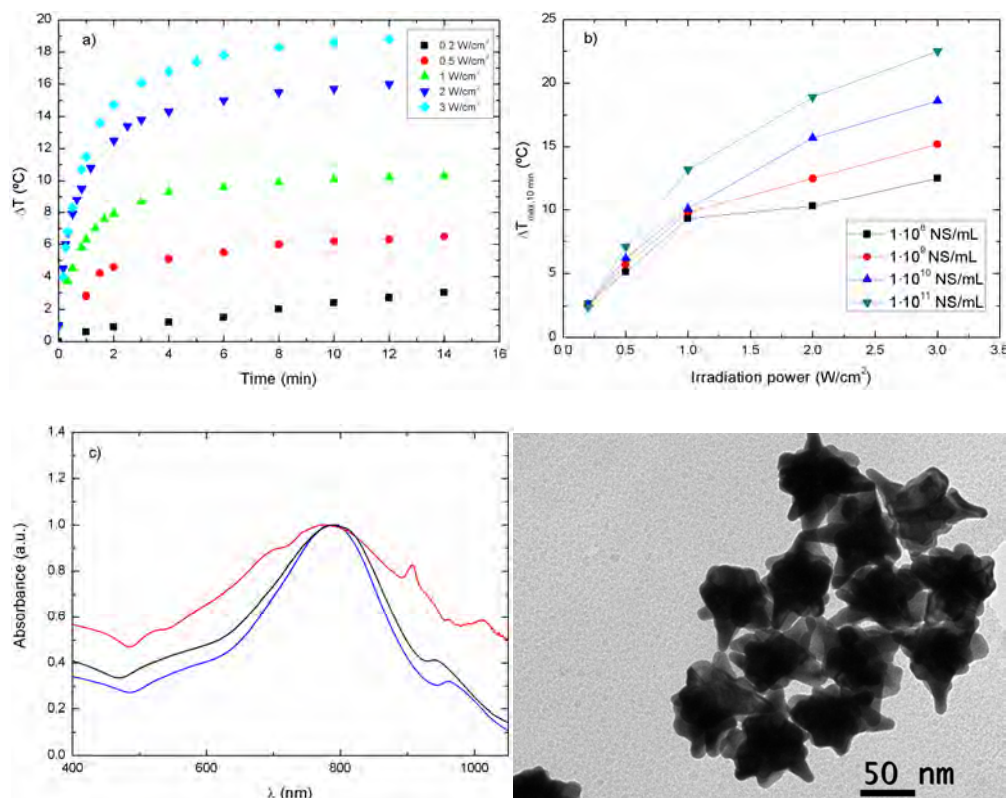 a)
0.2 W/cm²
0.5 W/cm²
1 W/cm²
2 W/cm²
3 W/cm²
20
18
16
14
12
10
8
6
4
2
0
ΔT (ºC)
0 2 4 6 8 10 12 14 16
Time (min)
b)
25
20
15
10
5
0
ΔTmax,10 min (ºC)
1·10⁸ NS/mL
1·10⁹ NS/mL
1·10¹⁰ NS/mL
1·10¹¹ NS/mL
0.0 0.5 1.0 1.5 2.0 2.5 3.0 3.5
Irradiation power (W/cm²)
c)
1.4
1.2
1.0
0.8
0.6
0.4
0.2
0.0
Absorbance (a.u.)
400 600 800 1000
λ (nm)
50 nm